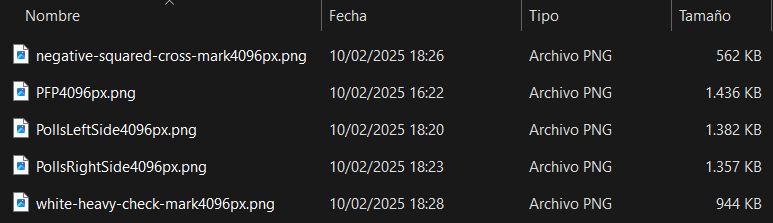 Nombre Fecha Tipo Tamaño
negative-squared-cross-mark4096px.png 10/02/2025 18:26 Archivo PNG 562 KB
PFP4096px.png 10/02/2025 16:22 Archivo PNG 1.436 KB
PollsLeftSide4096px.png 10/02/2025 18:20 Archivo PNG 1.382 KB
PollsRightSide4096px.png 10/02/2025 18:23 Archivo PNG 1.357 KB
white-heavy-check-mark4096px.png 10/02/2025 18:28 Archivo PNG 944 KB